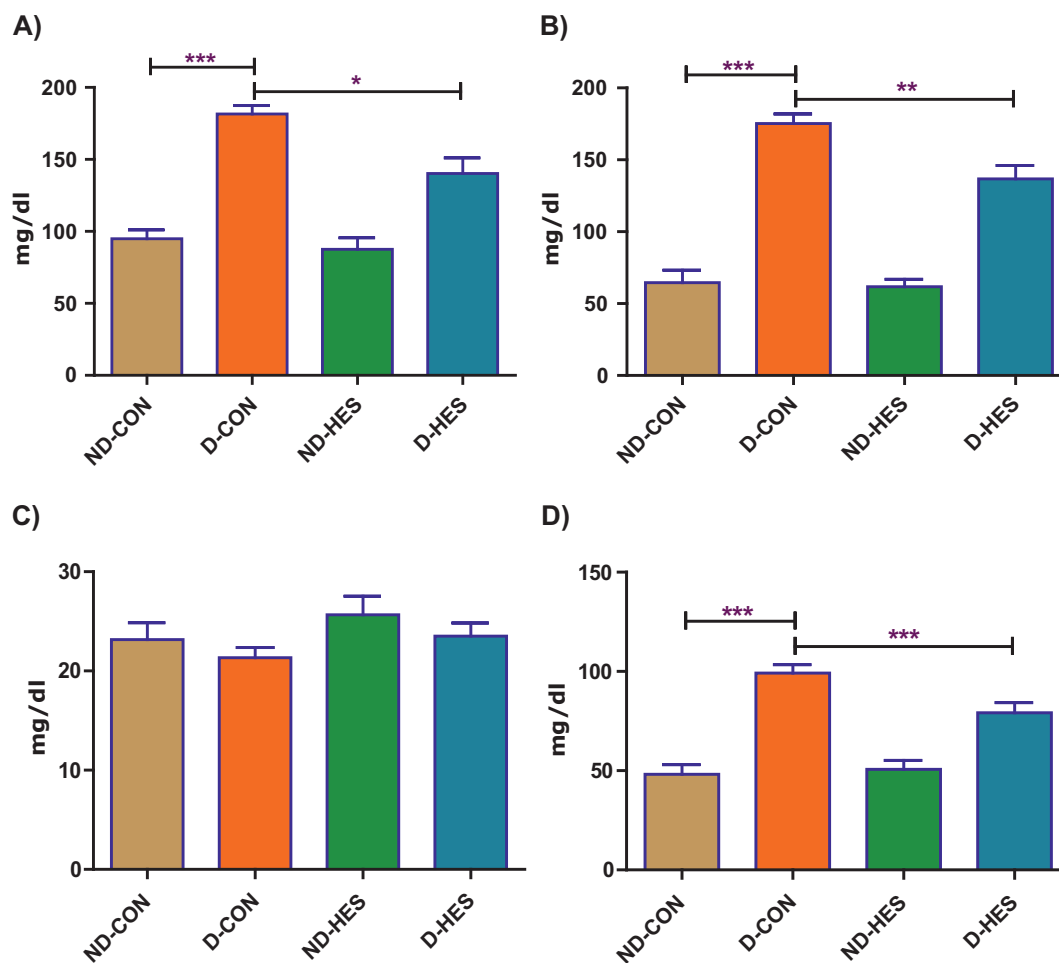 A)
***
*
200
150
100
50
0
mg/dl
ND-CON
D-CON
ND-HES
D-HES
B)
***
**
200
150
100
50
0
mg/dl
ND-CON
D-CON
ND-HES
D-HES
C)
30
20
10
0
mg/dl
ND-CON
D-CON
ND-HES
D-HES
D)
***
***
150
100
50
0
mg/dl
ND-CON
D-CON
ND-HES
D-HES